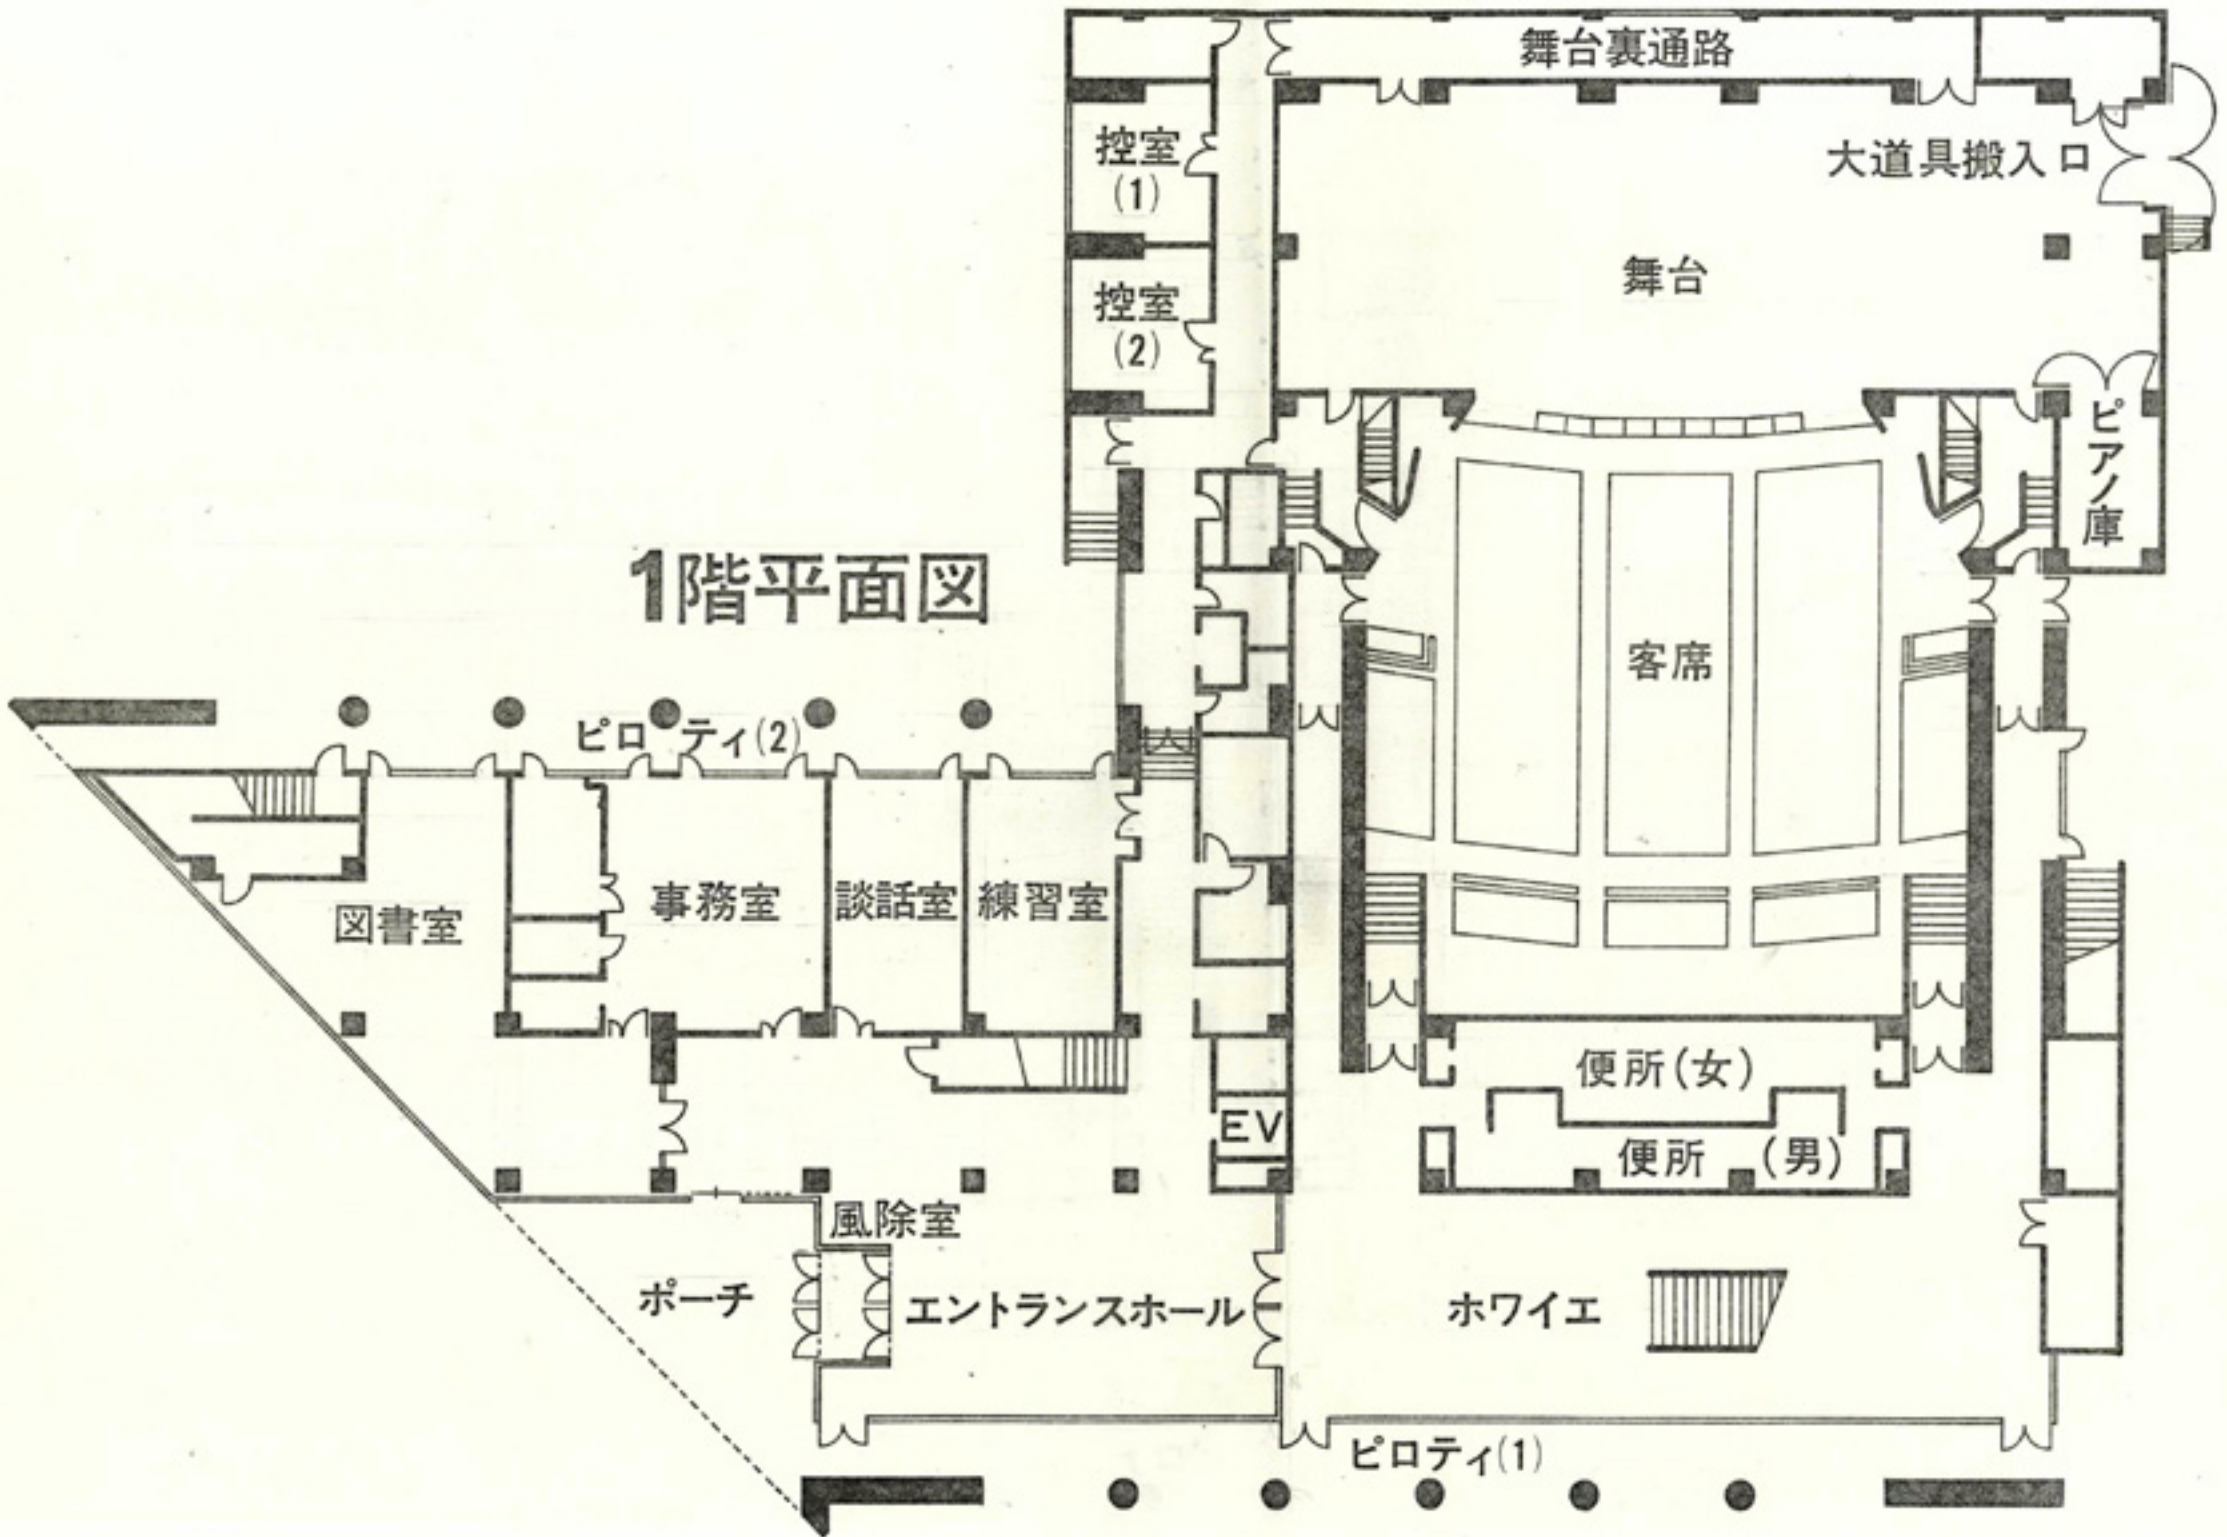 舞台裏通路
控室
(1)
大道具搬入口
控室
(2)
舞台
ピアノ庫
1階平面図
客席
ピロティ(2)
図書室
事務室
談話室
練習室
便所(女)
EV
便所 (男)
風除室
ポーチ
エントランスホール
ホワイエ
ピロティ(1)